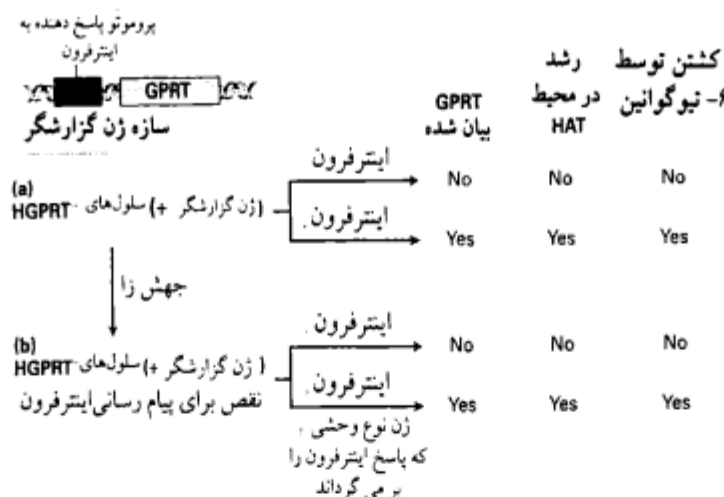 پروموتو پاسخ دهنده به
اینترفرون
GPRT
سازه ژن گزارشگر
GPRT
بیان شده
رشد
در محیط
HAT
کشتن توسط
۶- تیوگوانین
(a)
HGPRT- سلول‌های (+ ژن گزارشگر)
اینترفرون
No No No
اینترفرون
Yes Yes Yes
جهش زا
(b)
HGPRT- سلول‌های (+ ژن گزارشگر)
نقص برای پیام رسانی اینترفرون
اینترفرون
No No No
اینترفرون
Yes Yes Yes
ژن نوع وحشی
که پاسخ اینترفرون را
بر می گرداند